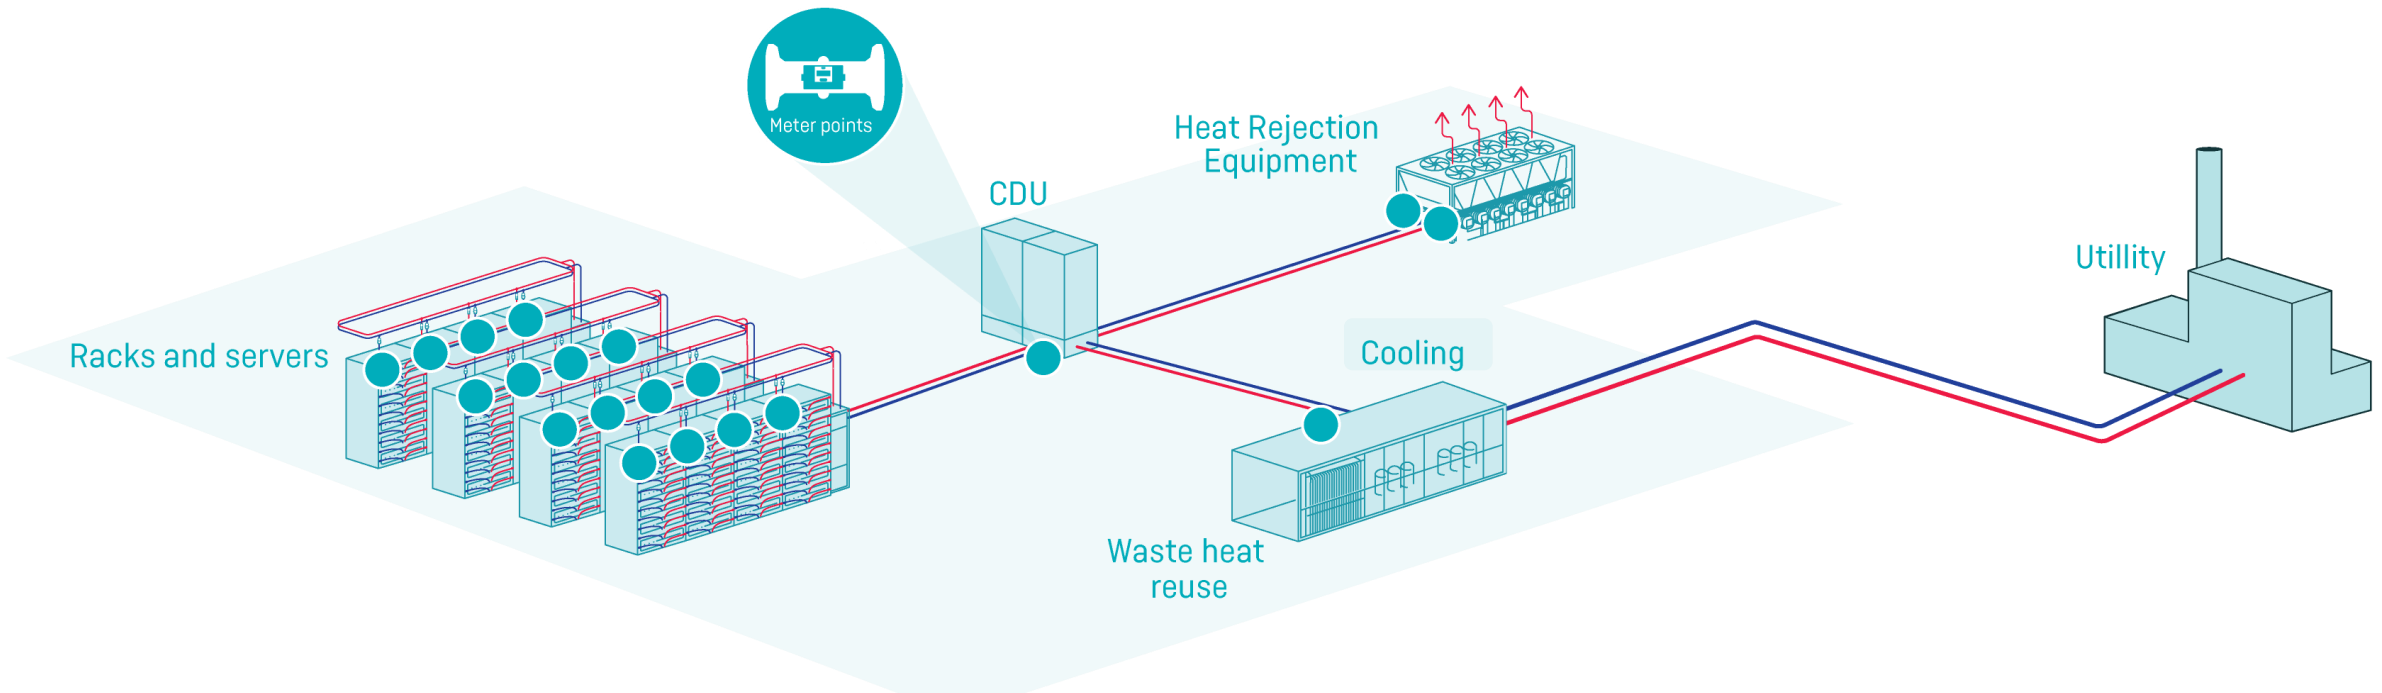 Meter points
Heat Rejection
Equipment
CDU
Utillity
Racks and servers
Cooling
Waste heat
reuse